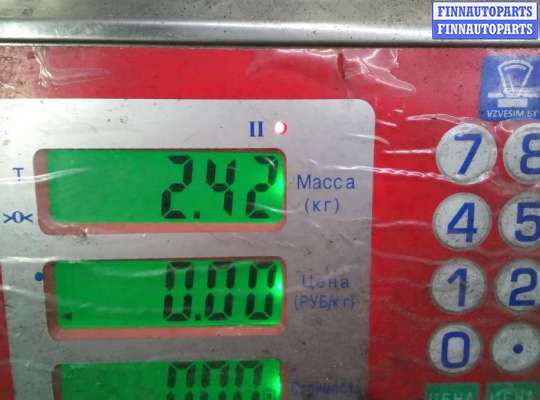 FINNAUTOPARTS
FINNAUTOPARTS
VZVESIM.BY
II
T
2.42
Масса
(кг)
>0<
7 8
4 5
0.00
Цена
(РУБ/кг)
1 2
0 .
0.00
Стоимость
ЦЕНА